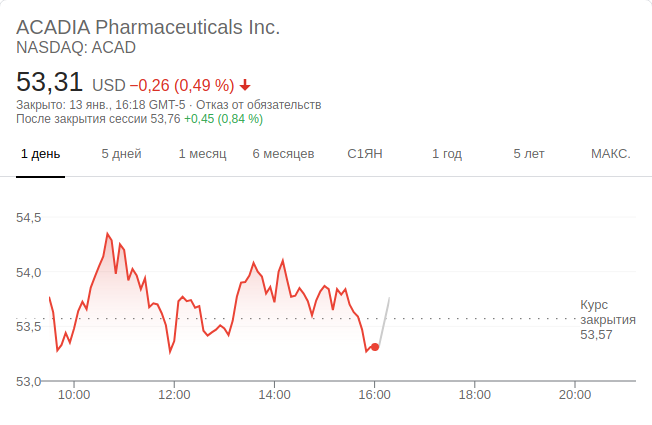 ACADIA Pharmaceuticals Inc.
NASDAQ: ACAD
53,31 USD −0,26 (0,49 %)
Закрыто: 13 янв., 16:18 GMT-5 · Отказ от обязательств
После закрытия сессии 53,76 +0,45 (0,84 %)
1 день 5 дней 1 месяц 6 месяцев С1ЯН 1 год 5 лет МАКС.
54,5
54,0
53,5
53,0
Курс
закрытия
53,57
10:00 12:00 14:00 16:00 18:00 20:00